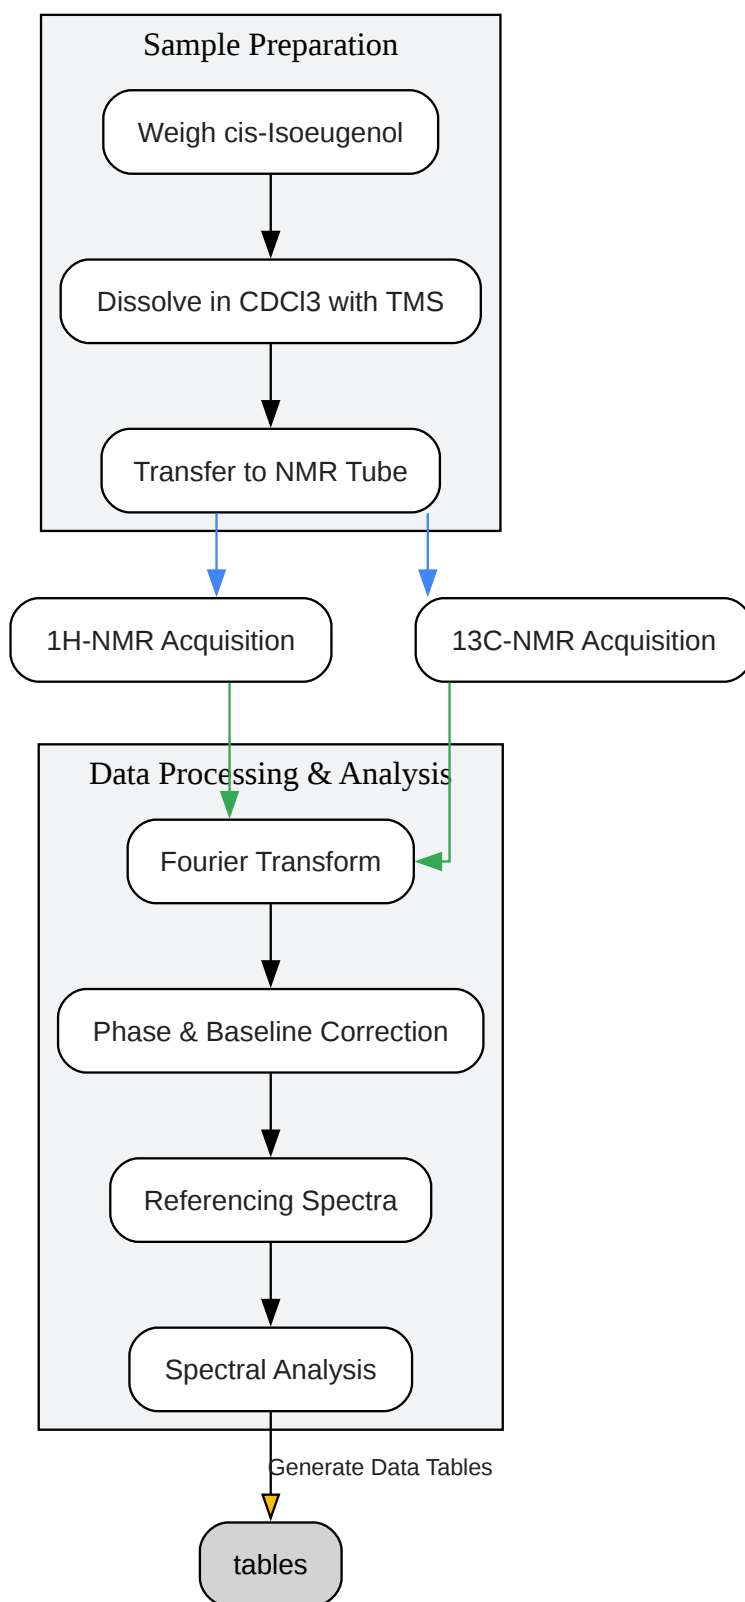 Sample Preparation
Weigh cis-Isoeugenol
Dissolve in CDCl3 with TMS
Transfer to NMR Tube
1H-NMR Acquisition
13C-NMR Acquisition
Data Processing & Analysis
Fourier Transform
Phase & Baseline Correction
Referencing Spectra
Spectral Analysis
Generate Data Tables
tables